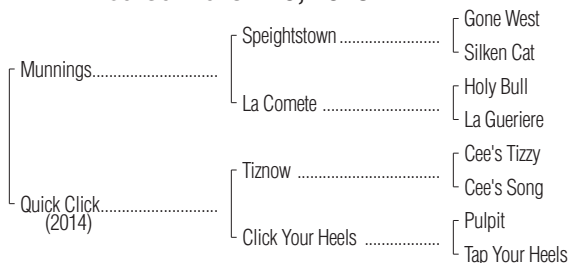 Gone West
Speightstown
Silken Cat
Munnings
Holy Bull
La Comete
La Gueriere
Cee's Tizzy
Tiznow
Cee's Song
Quick Click
(2014)
Pulpit
Click Your Heels
Tap Your Heels